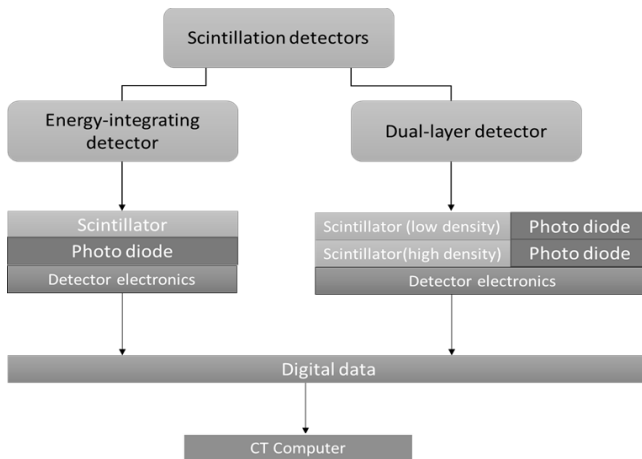 Scintillation detectors
Energy-integrating
detector
Dual-layer detector
Scintillator
Photo diode
Detector electronics
Scintillator (low density)
Photo diode
Scintillator(high density)
Photo diode
Detector electronics
Digital data
CT Computer